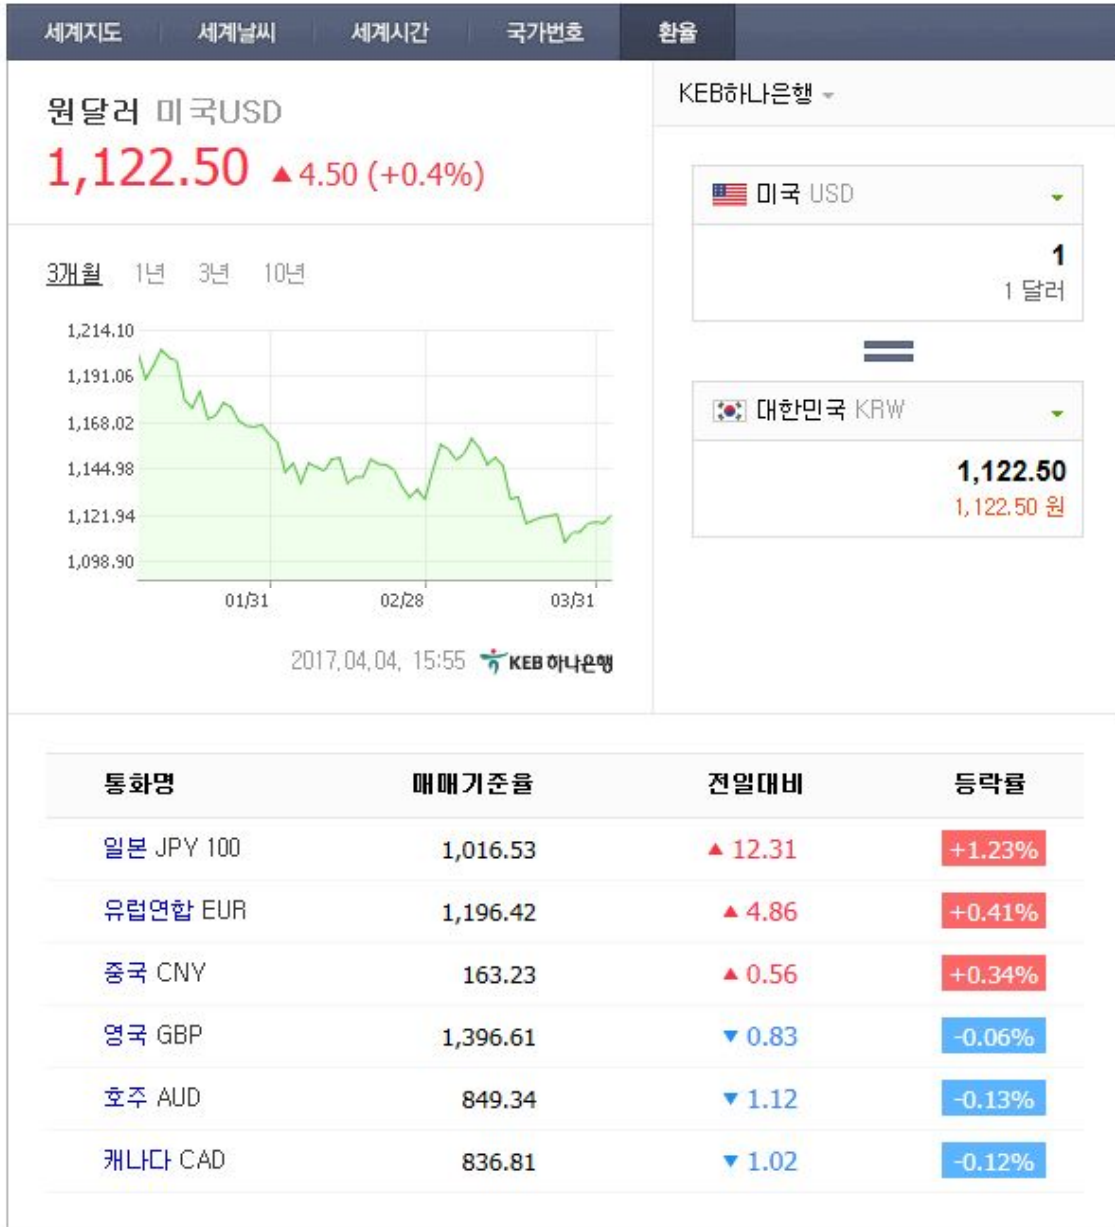 세계지도 세계날씨 세계시간 국가번호 환율
원달러 미국USD
1,122.50 ▲4.50 (+0.4%)
3개월 1년 3년 10년
1,214.10
1,191.06
1,168.02
1,144.98
1,121.94
1,098.90
01/31 02/28 03/31
2017.04.04. 15:55 KEB 하나은행
KEB하나은행
미국 USD
1
1 달러
대한민국 KRW
1,122.50
1,122.50 원
통화명 매매기준율 전일대비 등락률
일본 JPY 100 1,016.53 ▲ 12.31 +1.23%
유럽연합 EUR 1,196.42 ▲ 4.86 +0.41%
중국 CNY 163.23 ▲ 0.56 +0.34%
영국 GBP 1,396.61 ▼ 0.83 -0.06%
호주 AUD 849.34 ▼ 1.12 -0.13%
캐나다 CAD 836.81 ▼ 1.02 -0.12%